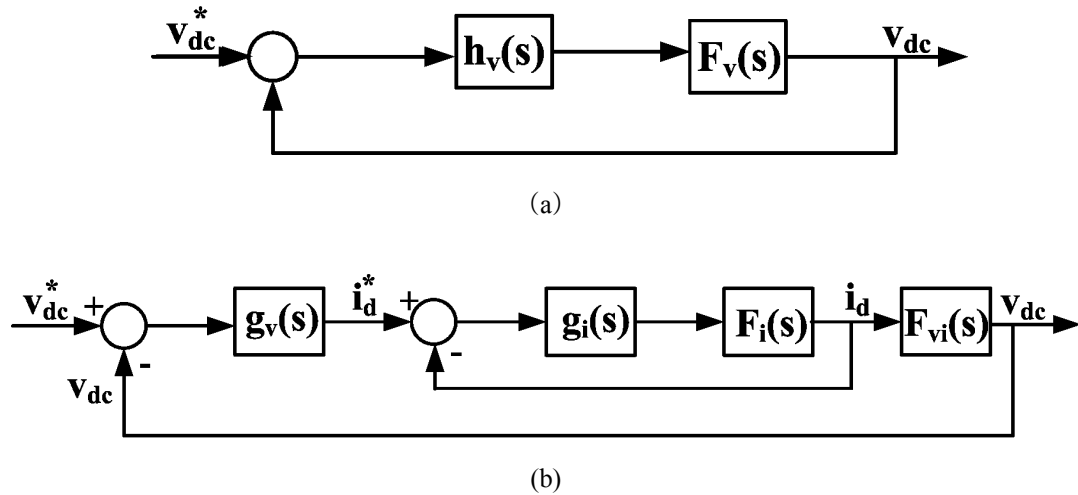 v*dc hv(s) Fv(s) vdc
(a)
v*dc + gv(s) i*d + gi(s) Fi(s) id Fvi(s) vdc
- -
vdc
(b)